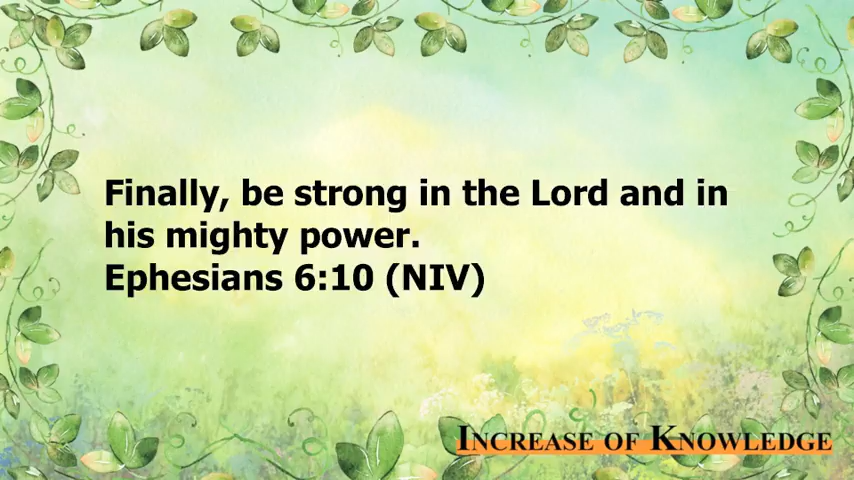 Finally, be strong in the Lord and in
his mighty power.
Ephesians 6:10 (NIV)
Increase of Knowledge